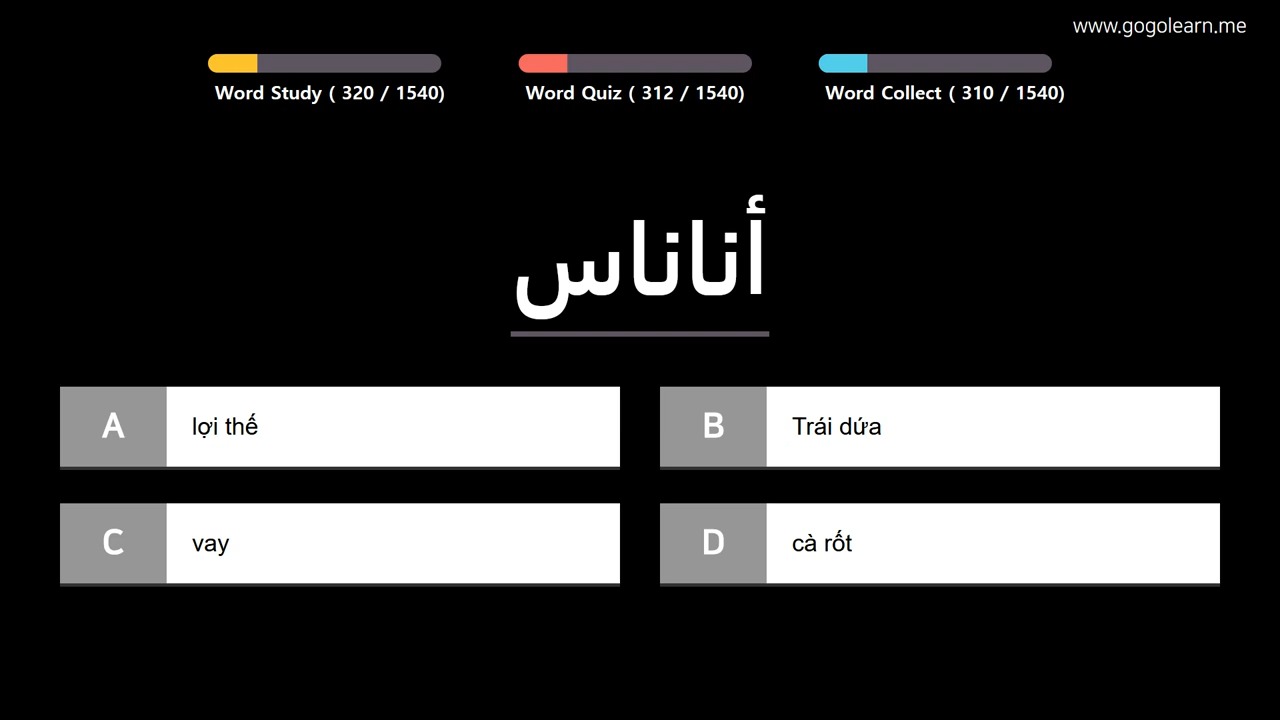 www.gogolearn.me
Word Study ( 320 / 1540)
Word Quiz ( 312 / 1540)
Word Collect ( 310 / 1540)
أناناس
A lợi thế
B Trái dứa
C vay
D cà rốt